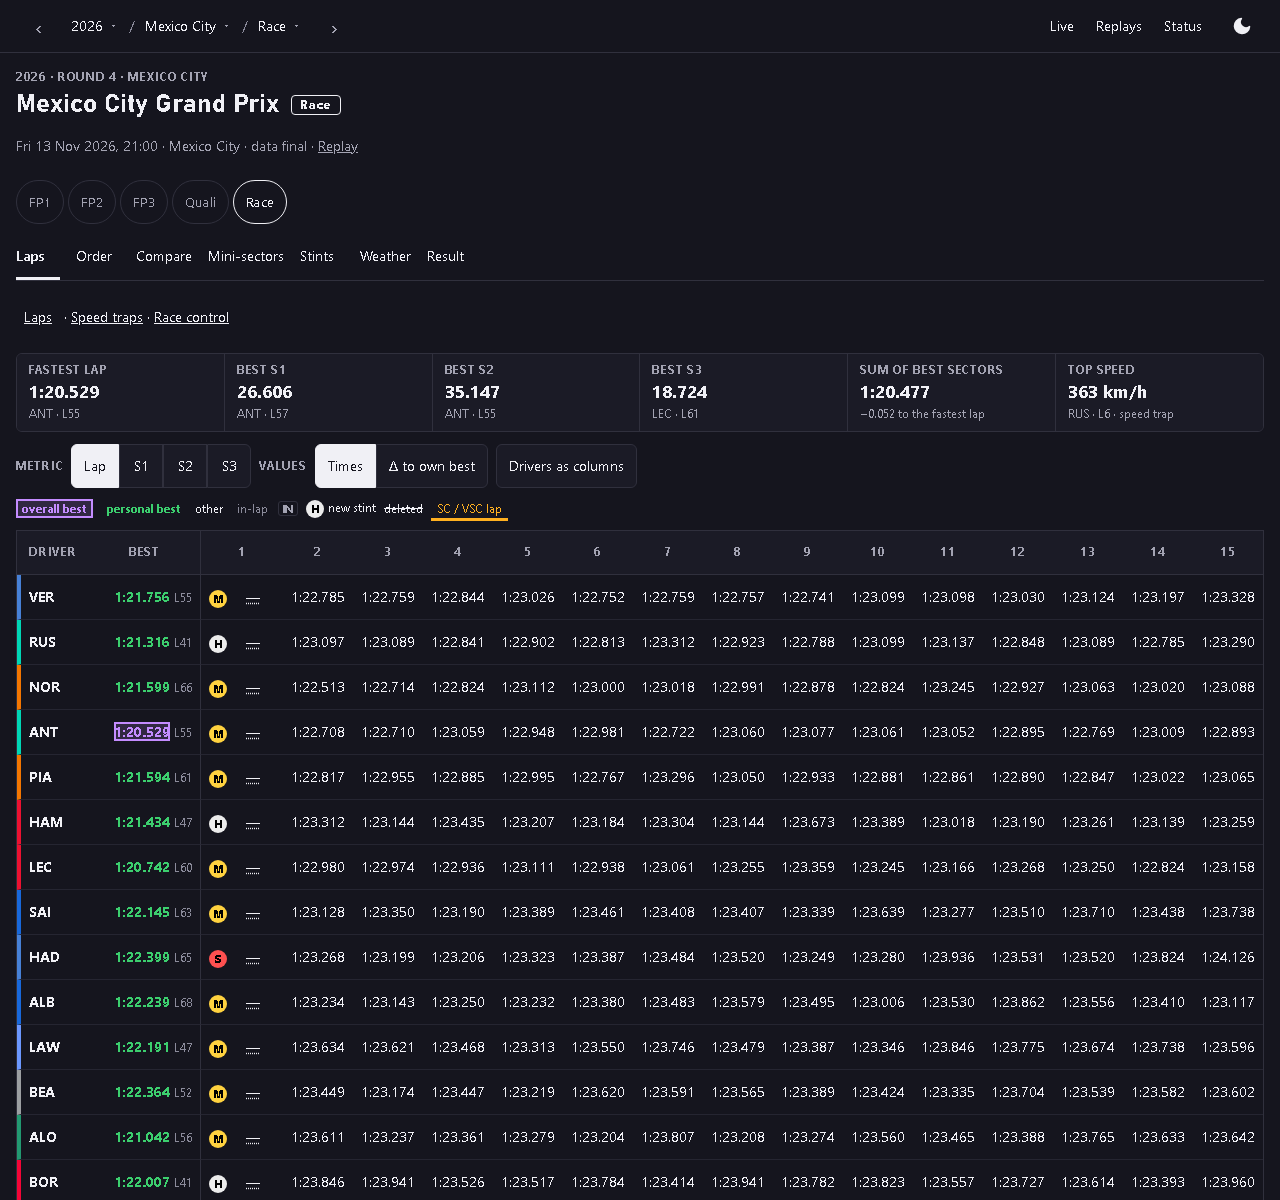 ‹ 2026 / Mexico City / Race › Live Replays Status
2026 · ROUND 4 · MEXICO CITY
Mexico City Grand Prix Race
Fri 13 Nov 2026, 21:00 · Mexico City · data final · Replay
FP1 FP2 FP3 Quali Race
Laps Order Compare Mini-sectors Stints Weather Result
Laps · Speed traps · Race control
FASTEST LAP BEST S1 BEST S2 BEST S3 SUM OF BEST SECTORS TOP SPEED
1:20.529 26.606 35.147 18.724 1:20.477 363 km/h
ANT · L55 ANT · L57 ANT · L55 LEC · L61 −0.052 to the fastest lap RUS · L6 · speed trap
METRIC Lap S1 S2 S3 VALUES Times Δ to own best Drivers as columns
overall best personal best other in-lap IN H new stint deleted SC / VSC lap
DRIVER BEST 1 2 3 4 5 6 7 8 9 10 11 12 13 14 15
VER 1:21.756 L55 M — 1:22.785 1:22.759 1:22.844 1:23.026 1:22.752 1:22.759 1:22.757 1:22.741 1:23.099 1:23.098 1:23.030 1:23.124 1:23.197 1:23.328
RUS 1:21.316 L41 H — 1:23.097 1:23.089 1:22.841 1:22.902 1:22.813 1:23.312 1:22.923 1:22.788 1:23.099 1:23.137 1:22.848 1:23.089 1:22.785 1:23.290
NOR 1:21.599 L66 M — 1:22.513 1:22.714 1:22.824 1:23.112 1:23.000 1:23.018 1:22.991 1:22.878 1:22.824 1:23.245 1:22.927 1:23.063 1:23.020 1:23.088
ANT 1:20.529 L55 M — 1:22.708 1:22.710 1:23.059 1:22.948 1:22.981 1:22.722 1:23.060 1:23.077 1:23.061 1:23.052 1:22.895 1:22.769 1:23.009 1:22.893
PIA 1:21.594 L61 M — 1:22.817 1:22.955 1:22.885 1:22.995 1:22.767 1:23.296 1:23.050 1:22.933 1:22.881 1:22.861 1:22.890 1:22.847 1:23.022 1:23.065
HAM 1:21.434 L47 H — 1:23.312 1:23.144 1:23.435 1:23.207 1:23.184 1:23.304 1:23.144 1:23.673 1:23.389 1:23.018 1:23.190 1:23.261 1:23.139 1:23.259
LEC 1:20.742 L60 M — 1:22.980 1:22.974 1:22.936 1:23.111 1:22.938 1:23.061 1:23.255 1:23.359 1:23.245 1:23.166 1:23.268 1:23.250 1:22.824 1:23.158
SAI 1:22.145 L63 M — 1:23.128 1:23.350 1:23.190 1:23.389 1:23.461 1:23.408 1:23.407 1:23.339 1:23.639 1:23.277 1:23.510 1:23.710 1:23.438 1:23.738
HAD 1:22.399 L65 S — 1:23.268 1:23.199 1:23.206 1:23.323 1:23.387 1:23.484 1:23.520 1:23.249 1:23.280 1:23.936 1:23.531 1:23.520 1:23.824 1:24.126
ALB 1:22.239 L68 M — 1:23.234 1:23.143 1:23.250 1:23.232 1:23.380 1:23.483 1:23.579 1:23.495 1:23.006 1:23.530 1:23.862 1:23.556 1:23.410 1:23.117
LAW 1:22.191 L47 M — 1:23.634 1:23.621 1:23.468 1:23.313 1:23.550 1:23.746 1:23.479 1:23.387 1:23.346 1:23.846 1:23.775 1:23.674 1:23.738 1:23.596
BEA 1:22.364 L52 M — 1:23.449 1:23.174 1:23.447 1:23.219 1:23.620 1:23.591 1:23.565 1:23.389 1:23.424 1:23.335 1:23.704 1:23.539 1:23.582 1:23.602
ALO 1:21.042 L56 M — 1:23.611 1:23.237 1:23.361 1:23.279 1:23.204 1:23.807 1:23.208 1:23.274 1:23.560 1:23.465 1:23.388 1:23.765 1:23.633 1:23.642
BOR 1:22.007 L41 H — 1:23.846 1:23.941 1:23.526 1:23.517 1:23.784 1:23.414 1:23.941 1:23.782 1:23.823 1:23.557 1:23.727 1:23.614 1:23.393 1:23.960